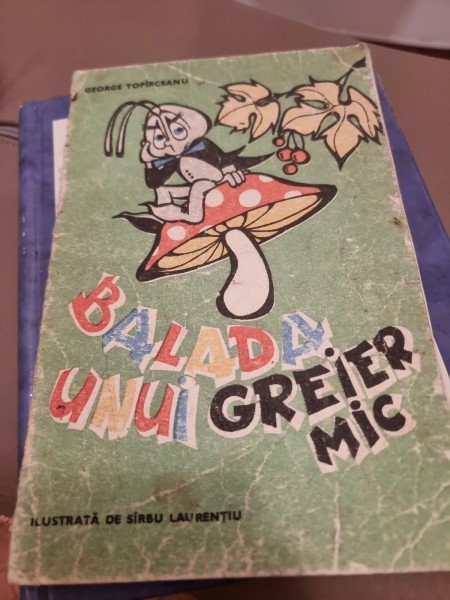 GEORGE TOPÎRCEANU
BALADA
UNUI GREIER
MIC
ILUSTRATĂ DE SÎRBU LAURENȚIU